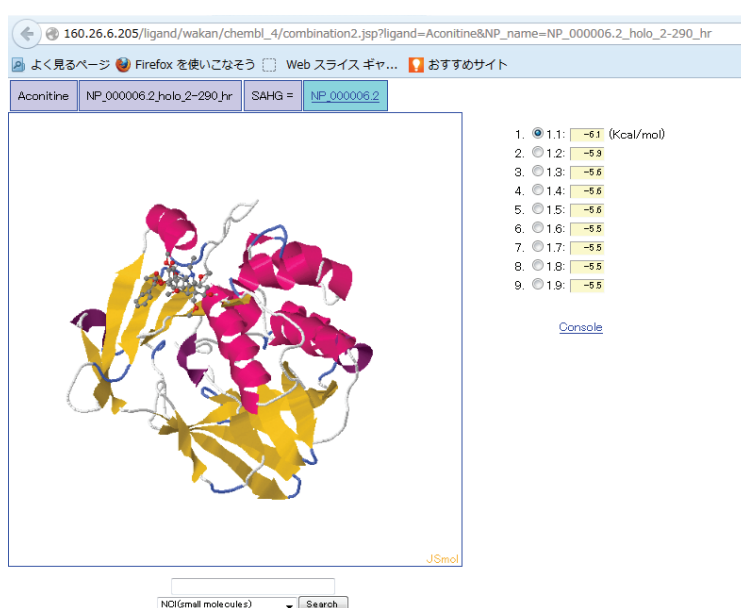 160.26.6.205/ligand/wakan/chembl_4/combination2.jsp?ligand=Aconitine&NP_name=NP_000006.2_holo_2-290_hr
よく見るページ Firefox を使いこなそう Web スライス ギャ... おすすめサイト
Aconitine NP_000006.2_holo_2-290_hr SAHG = NP_000006.2
1. 1.1: -6.1 (Kcal/mol)
2. 1.2: -5.9
3. 1.3: -5.6
4. 1.4: -5.6
5. 1.5: -5.6
6. 1.6: -5.5
7. 1.7: -5.5
8. 1.8: -5.5
9. 1.9: -5.5
Console
JSmol
NCI(small molecules) Search